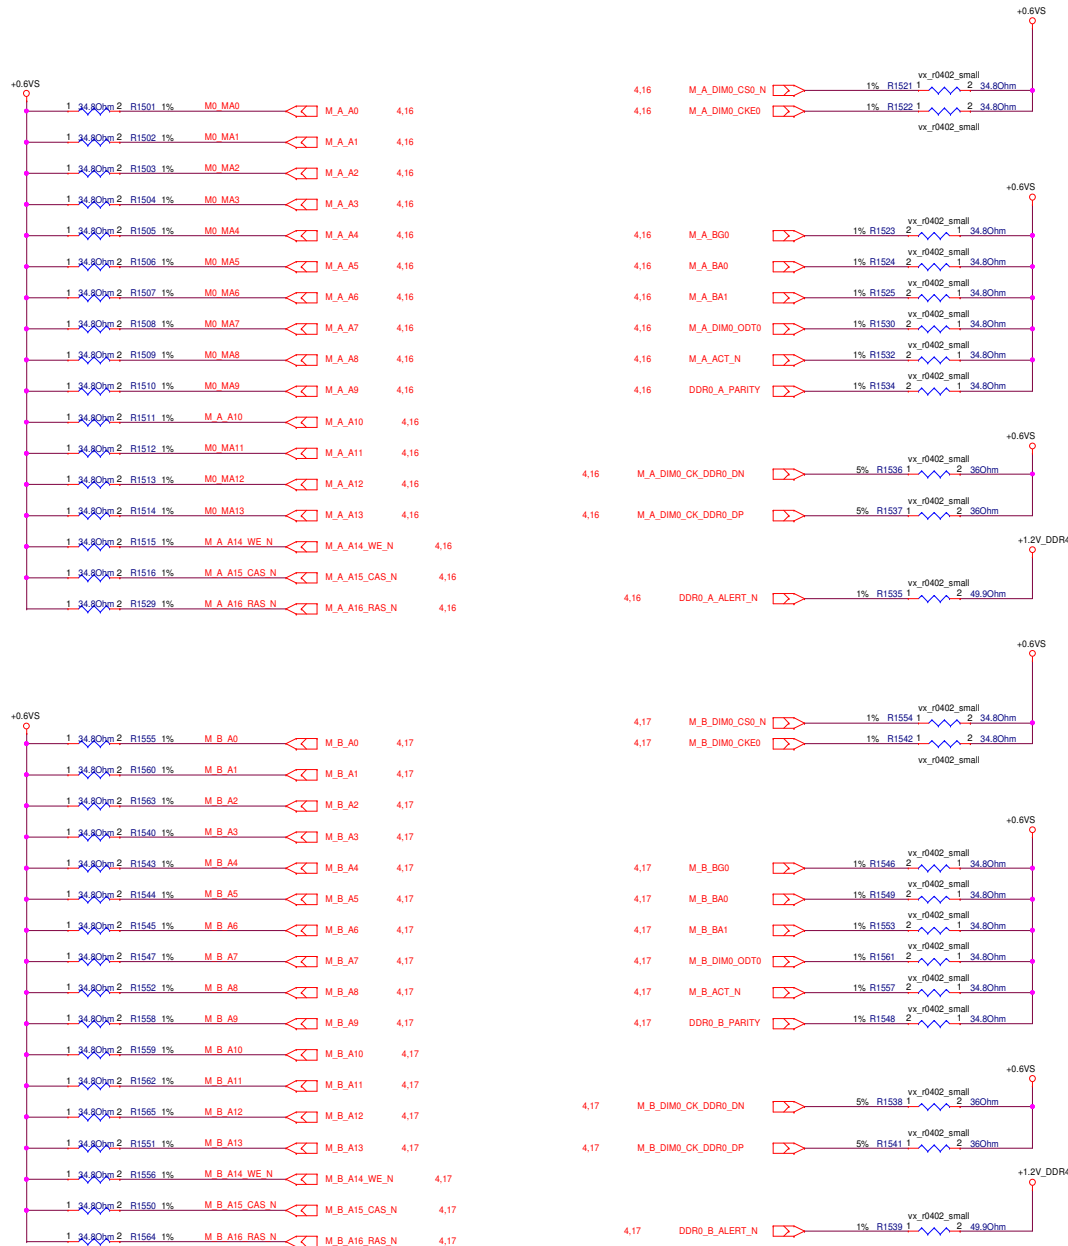 +0.6VS
1 34.8Ohm 2 R1501 1% M0_MA0 M_A_A0 4,16
1 34.8Ohm 2 R1502 1% M0_MA1 M_A_A1 4,16
1 34.8Ohm 2 R1503 1% M0_MA2 M_A_A2 4,16
1 34.8Ohm 2 R1504 1% M0_MA3 M_A_A3 4,16
1 34.8Ohm 2 R1505 1% M0_MA4 M_A_A4 4,16
1 34.8Ohm 2 R1506 1% M0_MA5 M_A_A5 4,16
1 34.8Ohm 2 R1507 1% M0_MA6 M_A_A6 4,16
1 34.8Ohm 2 R1508 1% M0_MA7 M_A_A7 4,16
1 34.8Ohm 2 R1509 1% M0_MA8 M_A_A8 4,16
1 34.8Ohm 2 R1510 1% M0_MA9 M_A_A9 4,16
1 34.8Ohm 2 R1511 1% M_A_A10 M_A_A10 4,16
1 34.8Ohm 2 R1512 1% M0_MA11 M_A_A11 4,16
1 34.8Ohm 2 R1513 1% M0_MA12 M_A_A12 4,16
1 34.8Ohm 2 R1514 1% M0_MA13 M_A_A13 4,16
1 34.8Ohm 2 R1515 1% M_A_A14_WE_N M_A_A14_WE_N 4,16
1 34.8Ohm 2 R1516 1% M_A_A15_CAS_N M_A_A15_CAS_N 4,16
1 34.8Ohm 2 R1529 1% M_A_A16_RAS_N M_A_A16_RAS_N 4,16
+0.6VS
vx_r0402_small
4,16 M_A_DIM0_CS0_N 1% R1521 1 2 34.8Ohm
4,16 M_A_DIM0_CKE0 1% R1522 1 2 34.8Ohm
vx_r0402_small
+0.6VS
vx_r0402_small
4,16 M_A_BG0 1% R1523 2 1 34.8Ohm
vx_r0402_small
4,16 M_A_BA0 1% R1524 2 1 34.8Ohm
vx_r0402_small
4,16 M_A_BA1 1% R1525 2 1 34.8Ohm
vx_r0402_small
4,16 M_A_DIM0_ODT0 1% R1530 2 1 34.8Ohm
vx_r0402_small
4,16 M_A_ACT_N 1% R1532 2 1 34.8Ohm
vx_r0402_small
4,16 DDR0_A_PARITY 1% R1534 2 1 34.8Ohm
+0.6VS
vx_r0402_small
4,16 M_A_DIM0_CK_DDR0_DN 5% R1536 1 2 36Ohm
vx_r0402_small
4,16 M_A_DIM0_CK_DDR0_DP 5% R1537 1 2 36Ohm
+1.2V_DDR4
vx_r0402_small
4,16 DDR0_A_ALERT_N 1% R1535 1 2 49.9Ohm
+0.6VS
1 34.8Ohm 2 R1555 1% M_B_A0 M_B_A0 4,17
1 34.8Ohm 2 R1560 1% M_B_A1 M_B_A1 4,17
1 34.8Ohm 2 R1563 1% M_B_A2 M_B_A2 4,17
1 34.8Ohm 2 R1540 1% M_B_A3 M_B_A3 4,17
1 34.8Ohm 2 R1543 1% M_B_A4 M_B_A4 4,17
1 34.8Ohm 2 R1544 1% M_B_A5 M_B_A5 4,17
1 34.8Ohm 2 R1545 1% M_B_A6 M_B_A6 4,17
1 34.8Ohm 2 R1547 1% M_B_A7 M_B_A7 4,17
1 34.8Ohm 2 R1552 1% M_B_A8 M_B_A8 4,17
1 34.8Ohm 2 R1558 1% M_B_A9 M_B_A9 4,17
1 34.8Ohm 2 R1559 1% M_B_A10 M_B_A10 4,17
1 34.8Ohm 2 R1562 1% M_B_A11 M_B_A11 4,17
1 34.8Ohm 2 R1565 1% M_B_A12 M_B_A12 4,17
1 34.8Ohm 2 R1551 1% M_B_A13 M_B_A13 4,17
1 34.8Ohm 2 R1556 1% M_B_A14_WE_N M_B_A14_WE_N 4,17
1 34.8Ohm 2 R1550 1% M_B_A15_CAS_N M_B_A15_CAS_N 4,17
1 34.8Ohm 2 R1564 1% M_B_A16_RAS_N M_B_A16_RAS_N 4,17
+0.6VS
vx_r0402_small
4,17 M_B_DIM0_CS0_N 1% R1554 1 2 34.8Ohm
4,17 M_B_DIM0_CKE0 1% R1542 1 2 34.8Ohm
vx_r0402_small
+0.6VS
vx_r0402_small
4,17 M_B_BG0 1% R1546 2 1 34.8Ohm
vx_r0402_small
4,17 M_B_BA0 1% R1549 2 1 34.8Ohm
vx_r0402_small
4,17 M_B_BA1 1% R1553 2 1 34.8Ohm
vx_r0402_small
4,17 M_B_DIM0_ODT0 1% R1561 2 1 34.8Ohm
vx_r0402_small
4,17 M_B_ACT_N 1% R1557 2 1 34.8Ohm
vx_r0402_small
4,17 DDR0_B_PARITY 1% R1548 2 1 34.8Ohm
+0.6VS
vx_r0402_small
4,17 M_B_DIM0_CK_DDR0_DN 5% R1538 1 2 36Ohm
vx_r0402_small
4,17 M_B_DIM0_CK_DDR0_DP 5% R1541 1 2 36Ohm
+1.2V_DDR4
vx_r0402_small
4,17 DDR0_B_ALERT_N 1% R1539 1 2 49.9Ohm